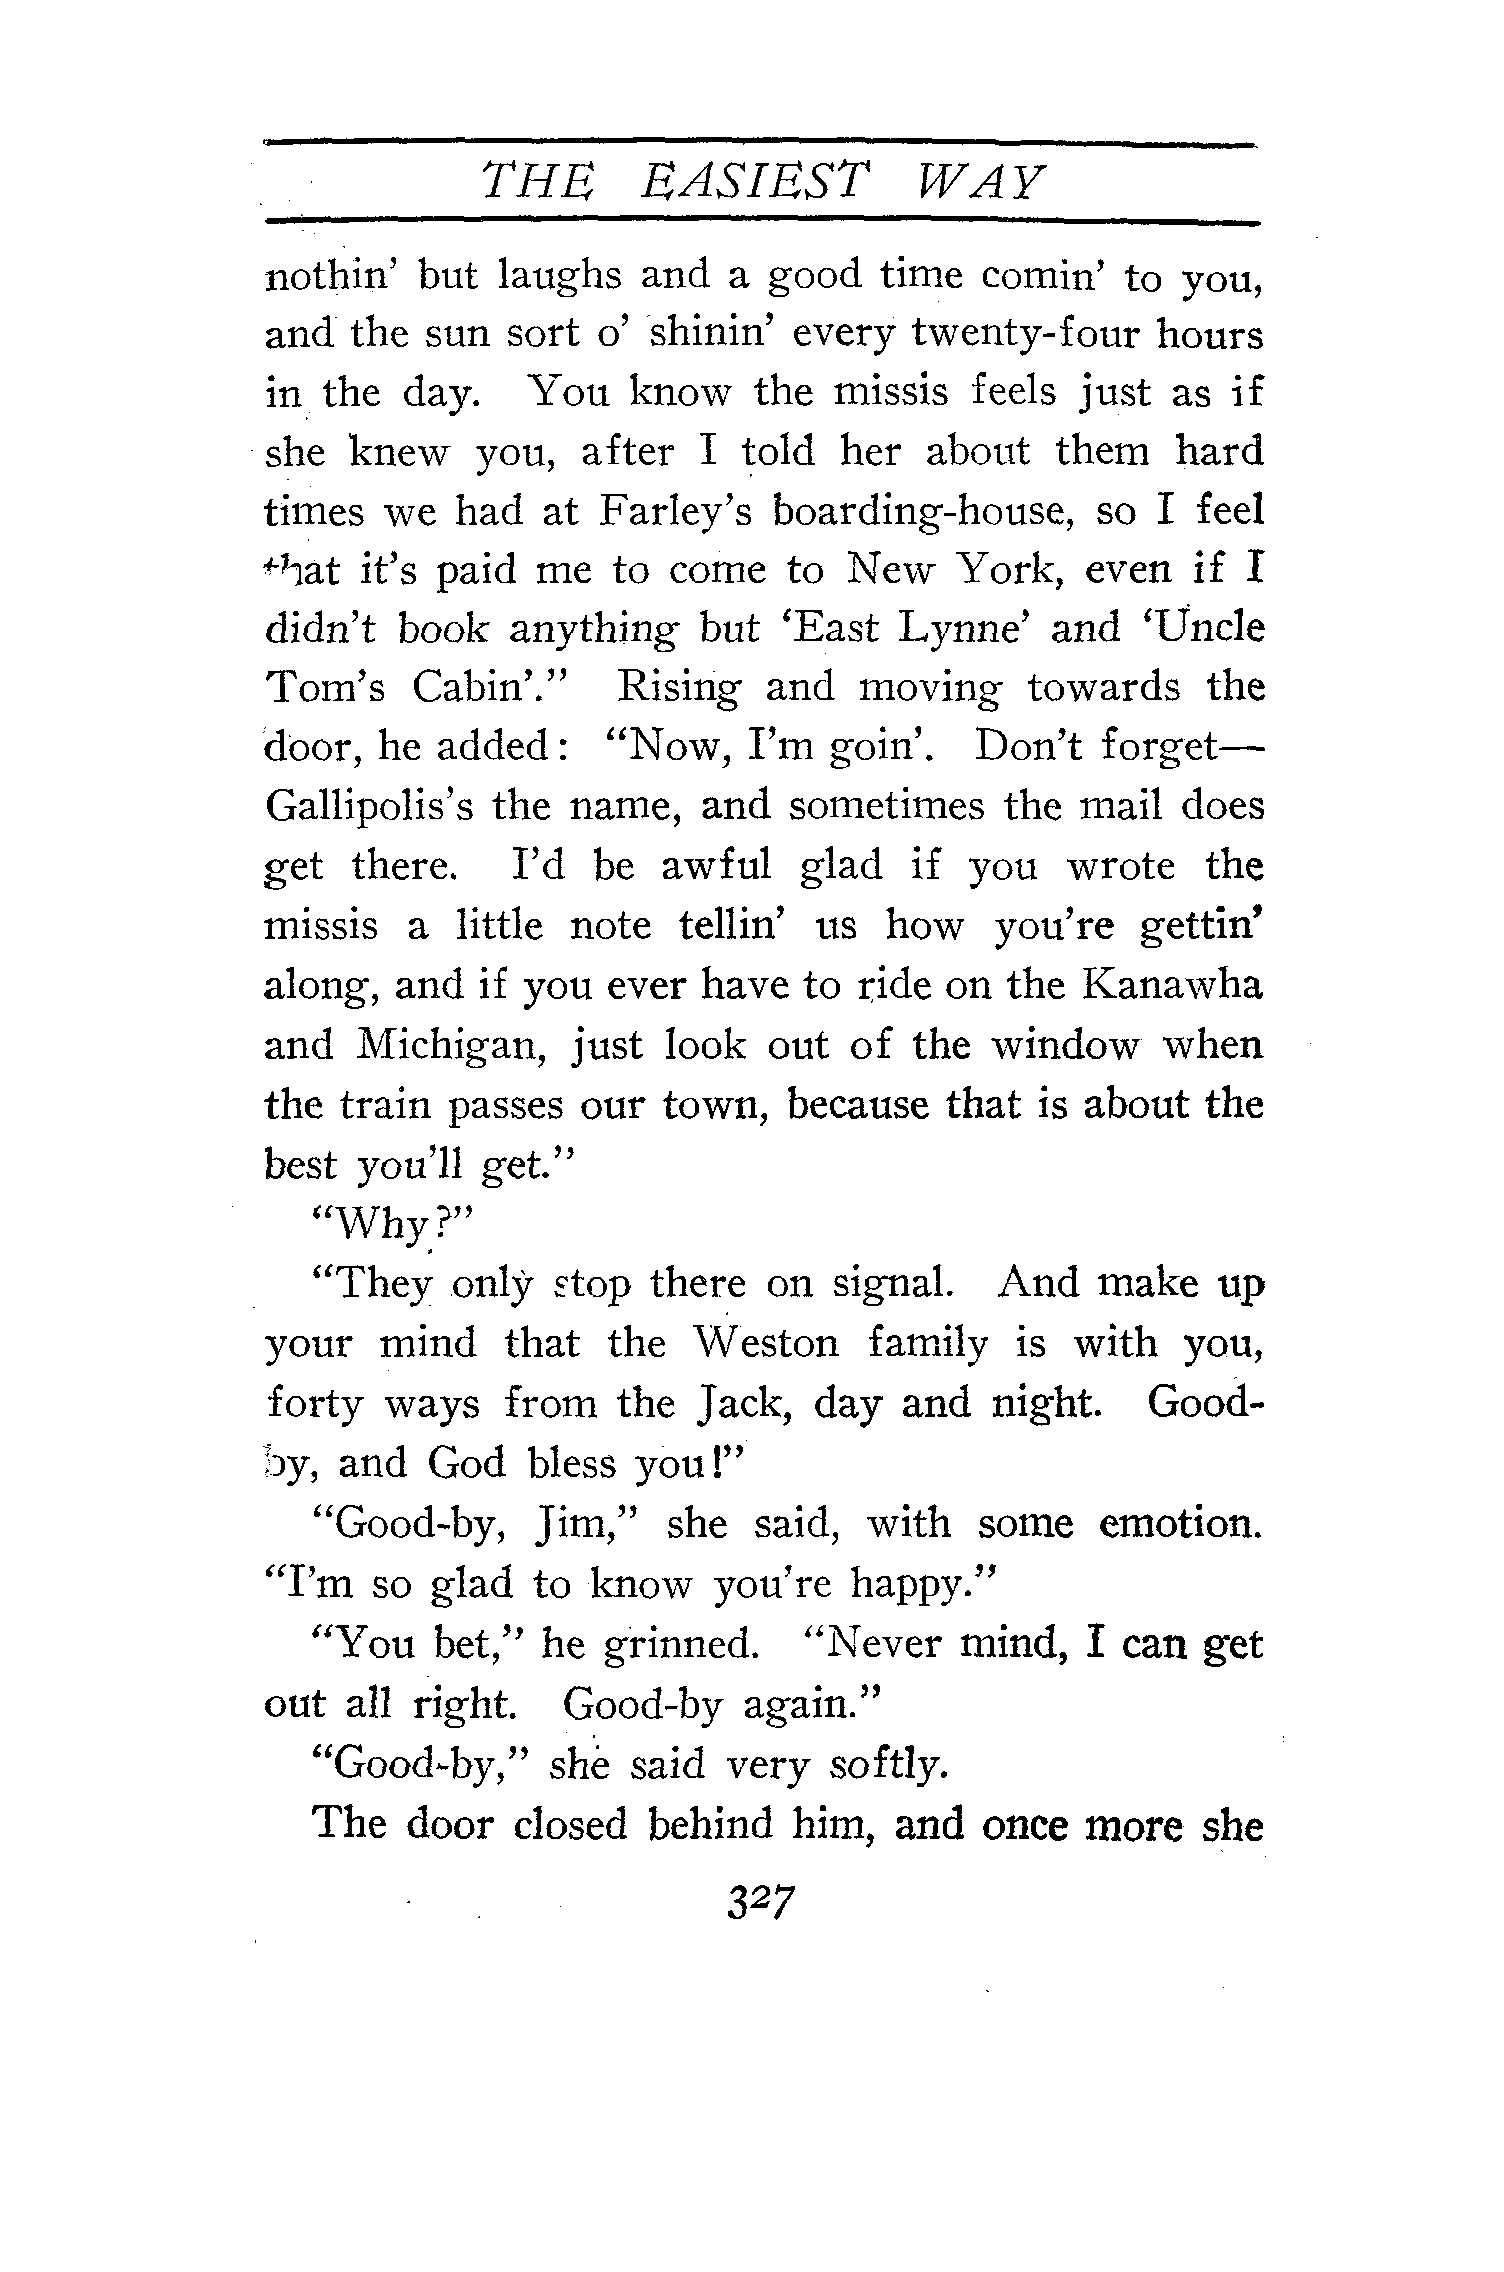 THE EASIEST WAY
nothin' but laughs and a good time comin' to you,
and the sun sort o' shinin' every twenty-four hours
in the day. You know the missis feels just as if
she knew you, after I told her about them hard
times we had at Farley's boarding-house, so I feel
that it's paid me to come to New York, even if I
didn't book anything but 'East Lynne' and 'Uncle
Tom's Cabin'." Rising and moving towards the
door, he added: "Now, I'm goin'. Don't forget—
Gallipolis's the name, and sometimes the mail does
get there. I'd be awful glad if you wrote the
missis a little note tellin' us how you're gettin'
along, and if you ever have to ride on the Kanawha
and Michigan, just look out of the window when
the train passes our town, because that is about the
best you'll get."
"Why?"
"They only stop there on signal. And make up
your mind that the Weston family is with you,
forty ways from the Jack, day and night. Good-
by, and God bless you!"
"Good-by, Jim," she said, with some emotion.
"I'm so glad to know you're happy."
"You bet," he grinned. "Never mind, I can get
out all right. Good-by again."
"Good-by," she said very softly.
The door closed behind him, and once more she
327